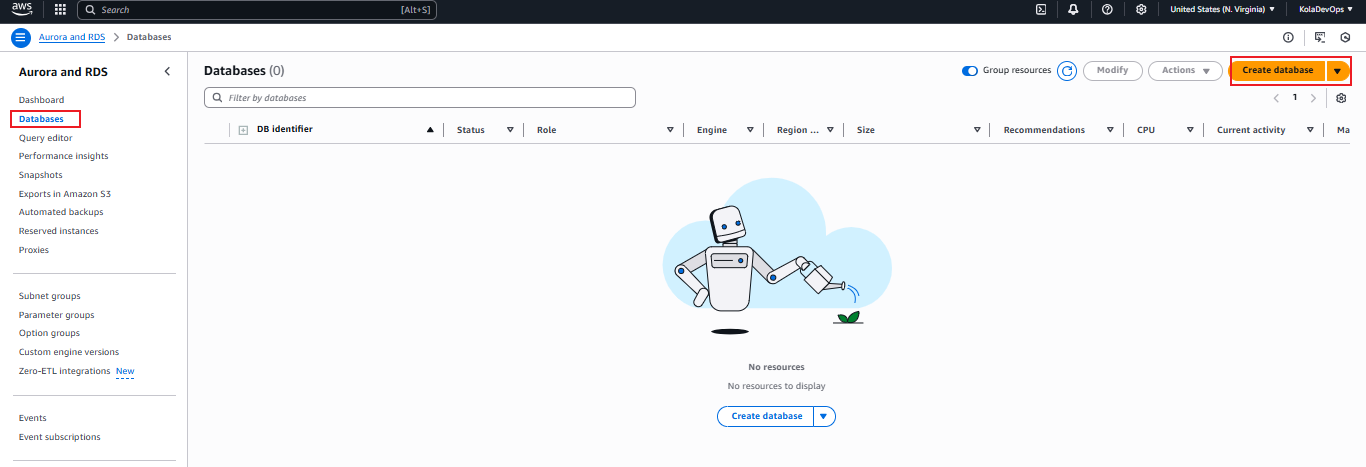 aws Search [Alt+S] United States (N. Virginia) KolaDevOps
Aurora and RDS > Databases
Aurora and RDS
Dashboard
Databases
Query editor
Performance insights
Snapshots
Exports in Amazon S3
Automated backups
Reserved instances
Proxies
Subnet groups
Parameter groups
Option groups
Custom engine versions
Zero-ETL integrations New
Events
Event subscriptions
Databases (0)
Group resources
Modify
Actions
Create database
Filter by databases
1
DB identifier Status Role Engine Region ... Size Recommendations CPU Current activity Ma
No resources
No resources to display
Create database